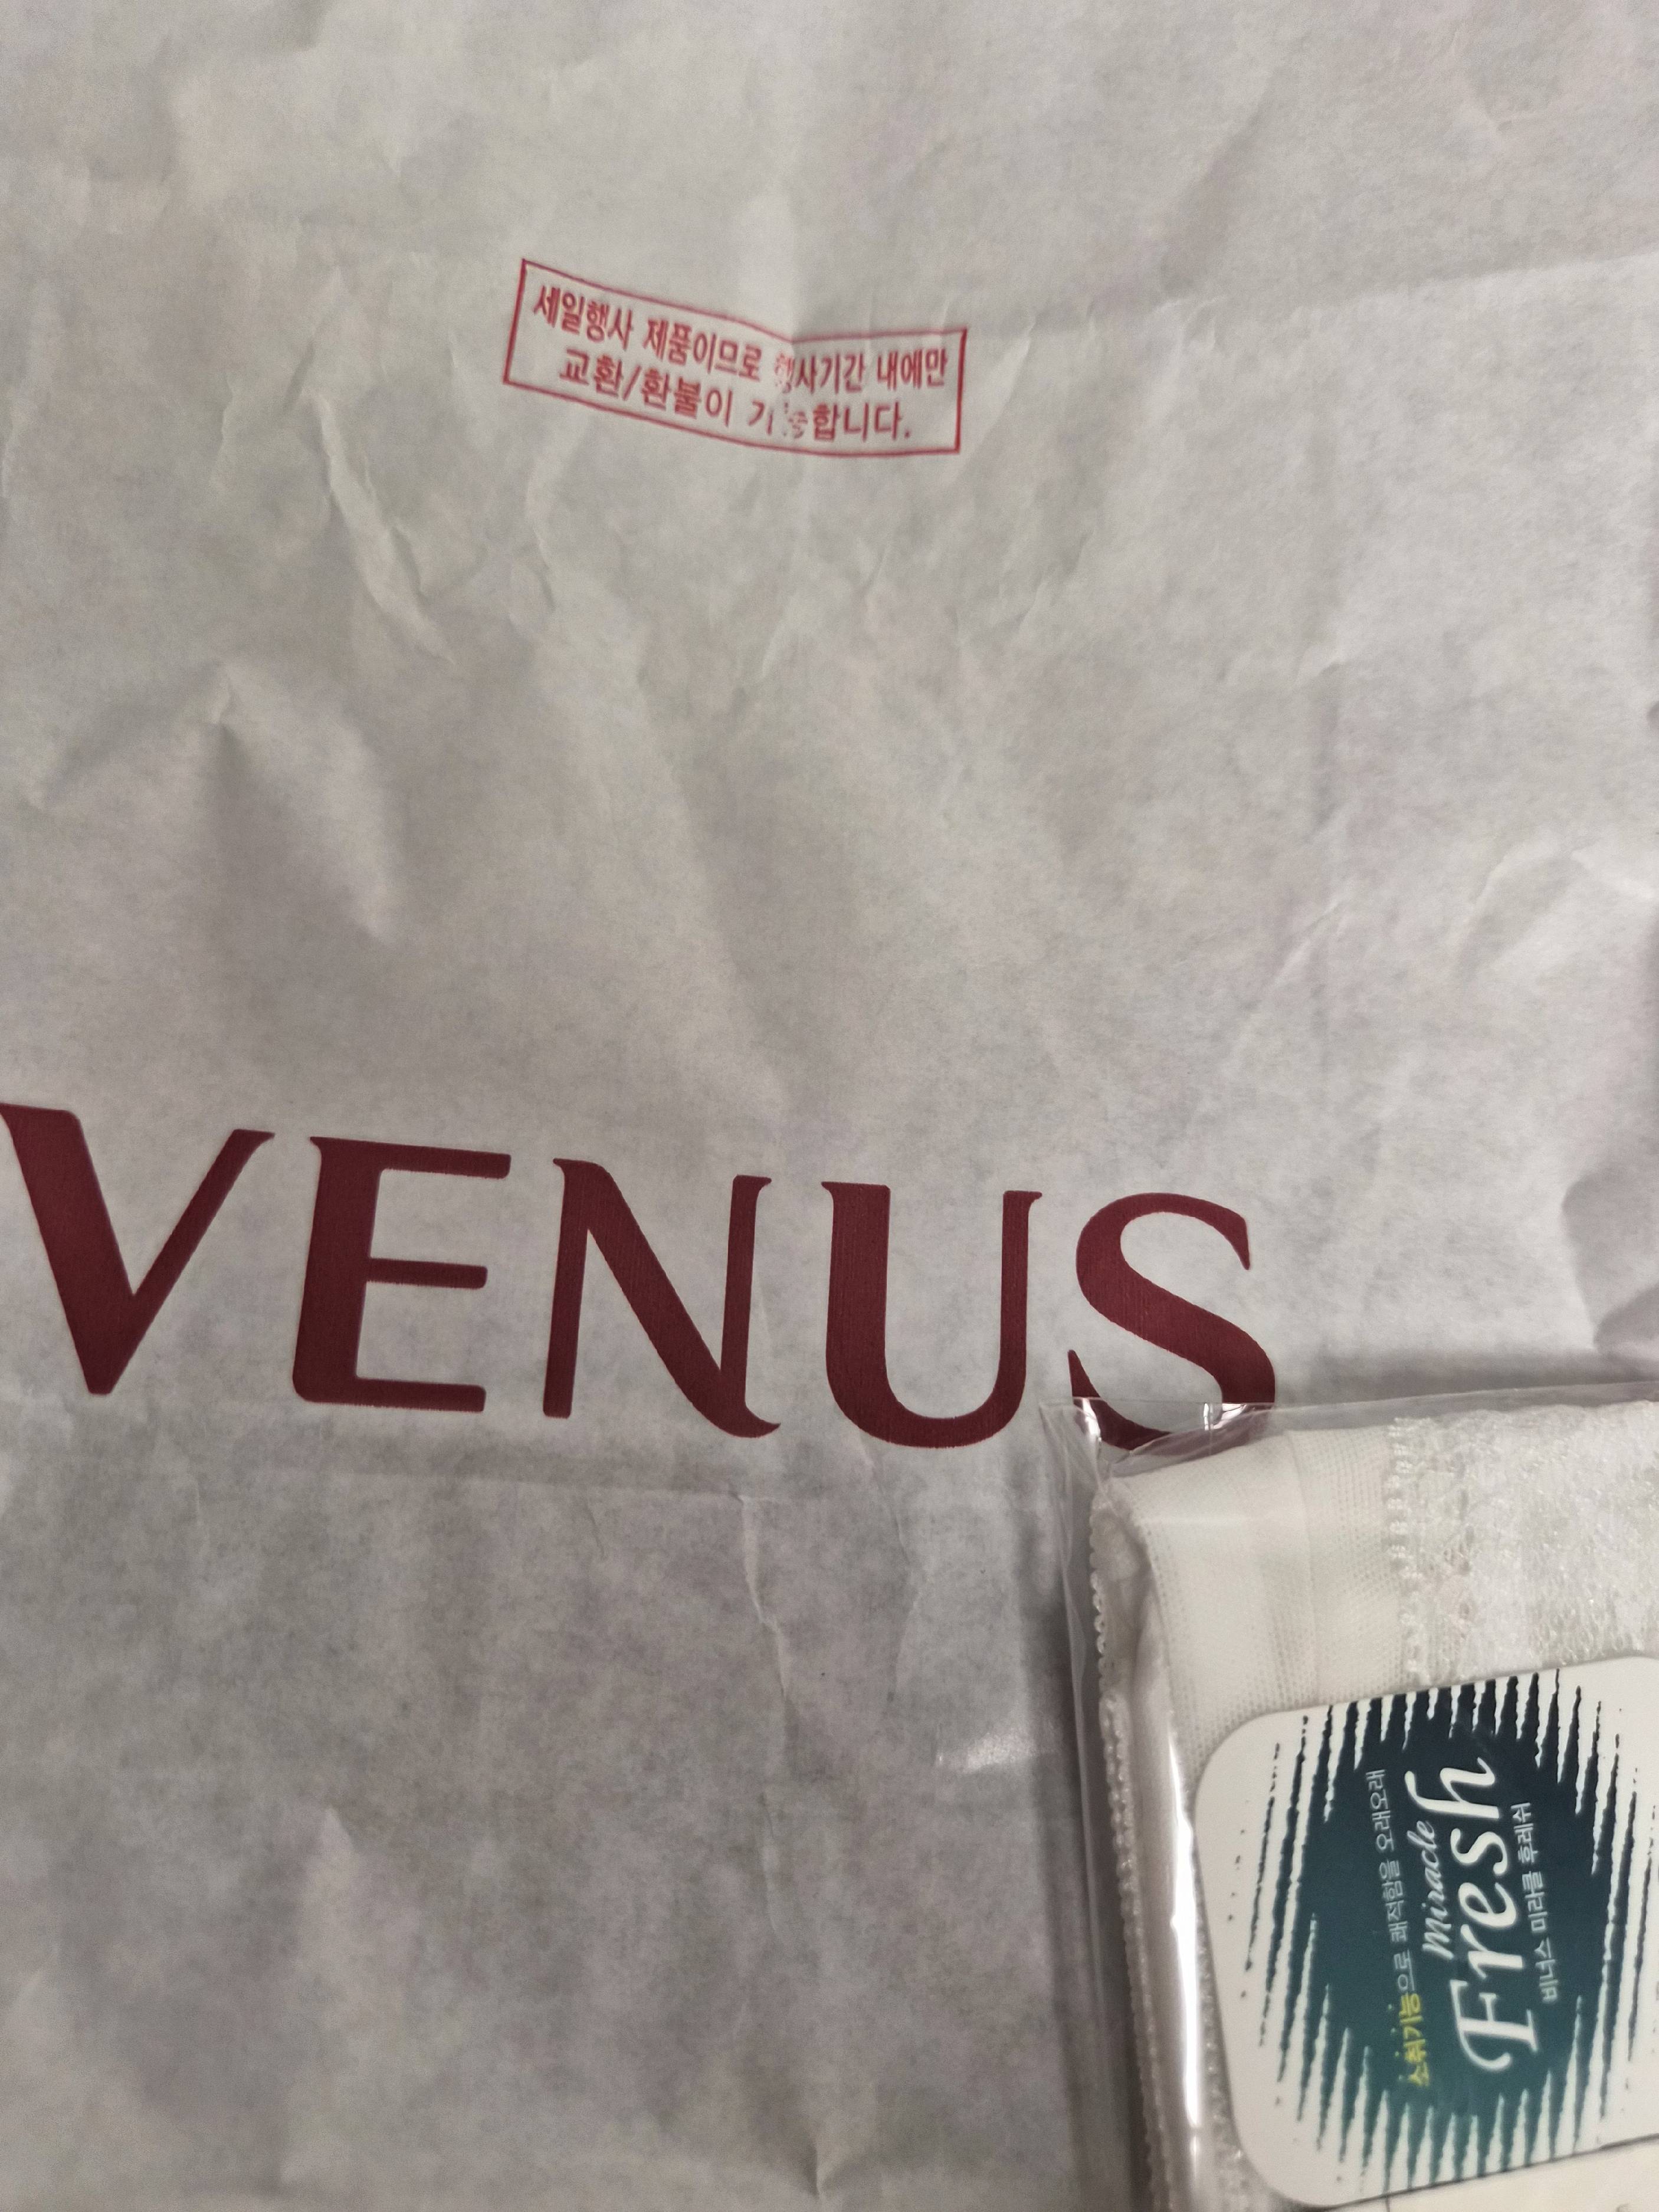 세일행사 제품이므로 행사기간 내에만
교환/환불이 가능합니다.
VENUS
소취기능으로 쾌적함을 오래오래
Miracle
Fresh
비너스 미라클 후레쉬